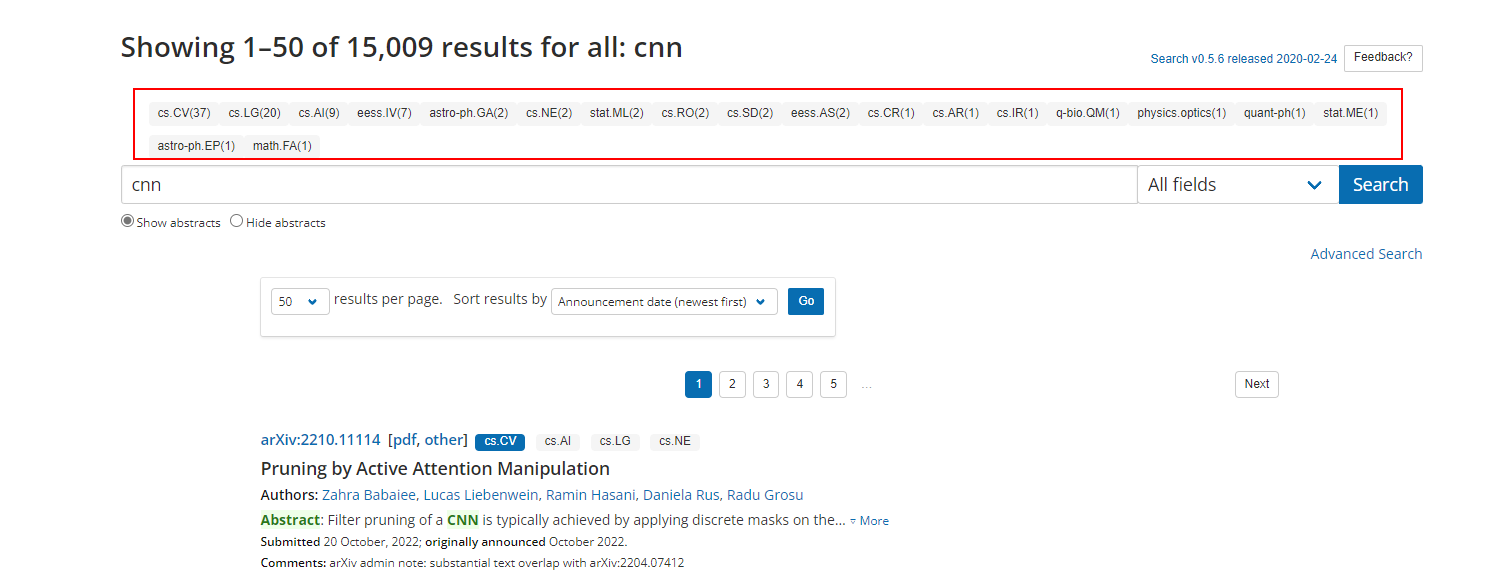 Showing 1–50 of 15,009 results for all: cnn
Search v0.5.6 released 2020-02-24 Feedback?
cs.CV(37) cs.LG(20) cs.AI(9) eess.IV(7) astro-ph.GA(2) cs.NE(2) stat.ML(2) cs.RO(2) cs.SD(2) eess.AS(2) cs.CR(1) cs.AR(1) cs.IR(1) q-bio.QM(1) physics.optics(1) quant-ph(1) stat.ME(1)
astro-ph.EP(1) math.FA(1)
cnn All fields Search
Show abstracts Hide abstracts
Advanced Search
50 results per page. Sort results by Announcement date (newest first) Go
1 2 3 4 5 ... Next
arXiv:2210.11114 [pdf, other] cs.CV cs.AI cs.LG cs.NE
Pruning by Active Attention Manipulation
Authors: Zahra Babaiee, Lucas Liebenwein, Ramin Hasani, Daniela Rus, Radu Grosu
Abstract: Filter pruning of a CNN is typically achieved by applying discrete masks on the… ▿ More
Submitted 20 October, 2022; originally announced October 2022.
Comments: arXiv admin note: substantial text overlap with arXiv:2204.07412